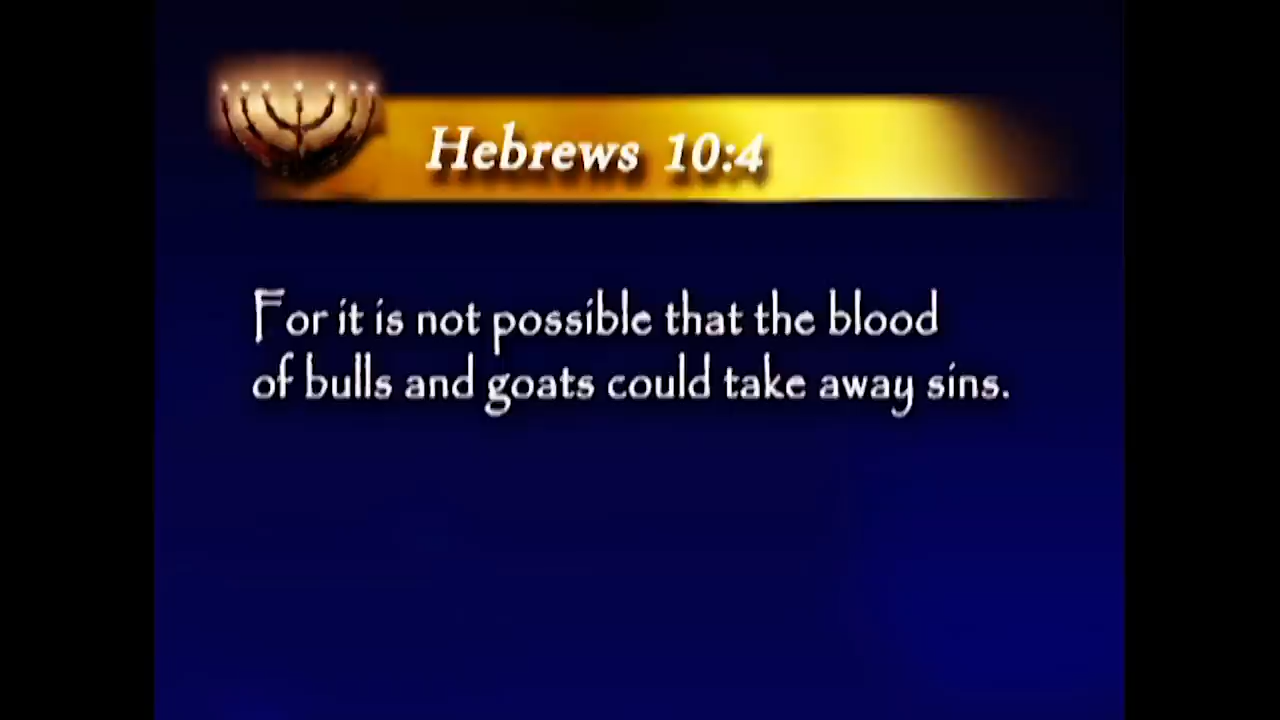 Hebrews 10:4
For it is not possible that the blood
of bulls and goats could take away sins.